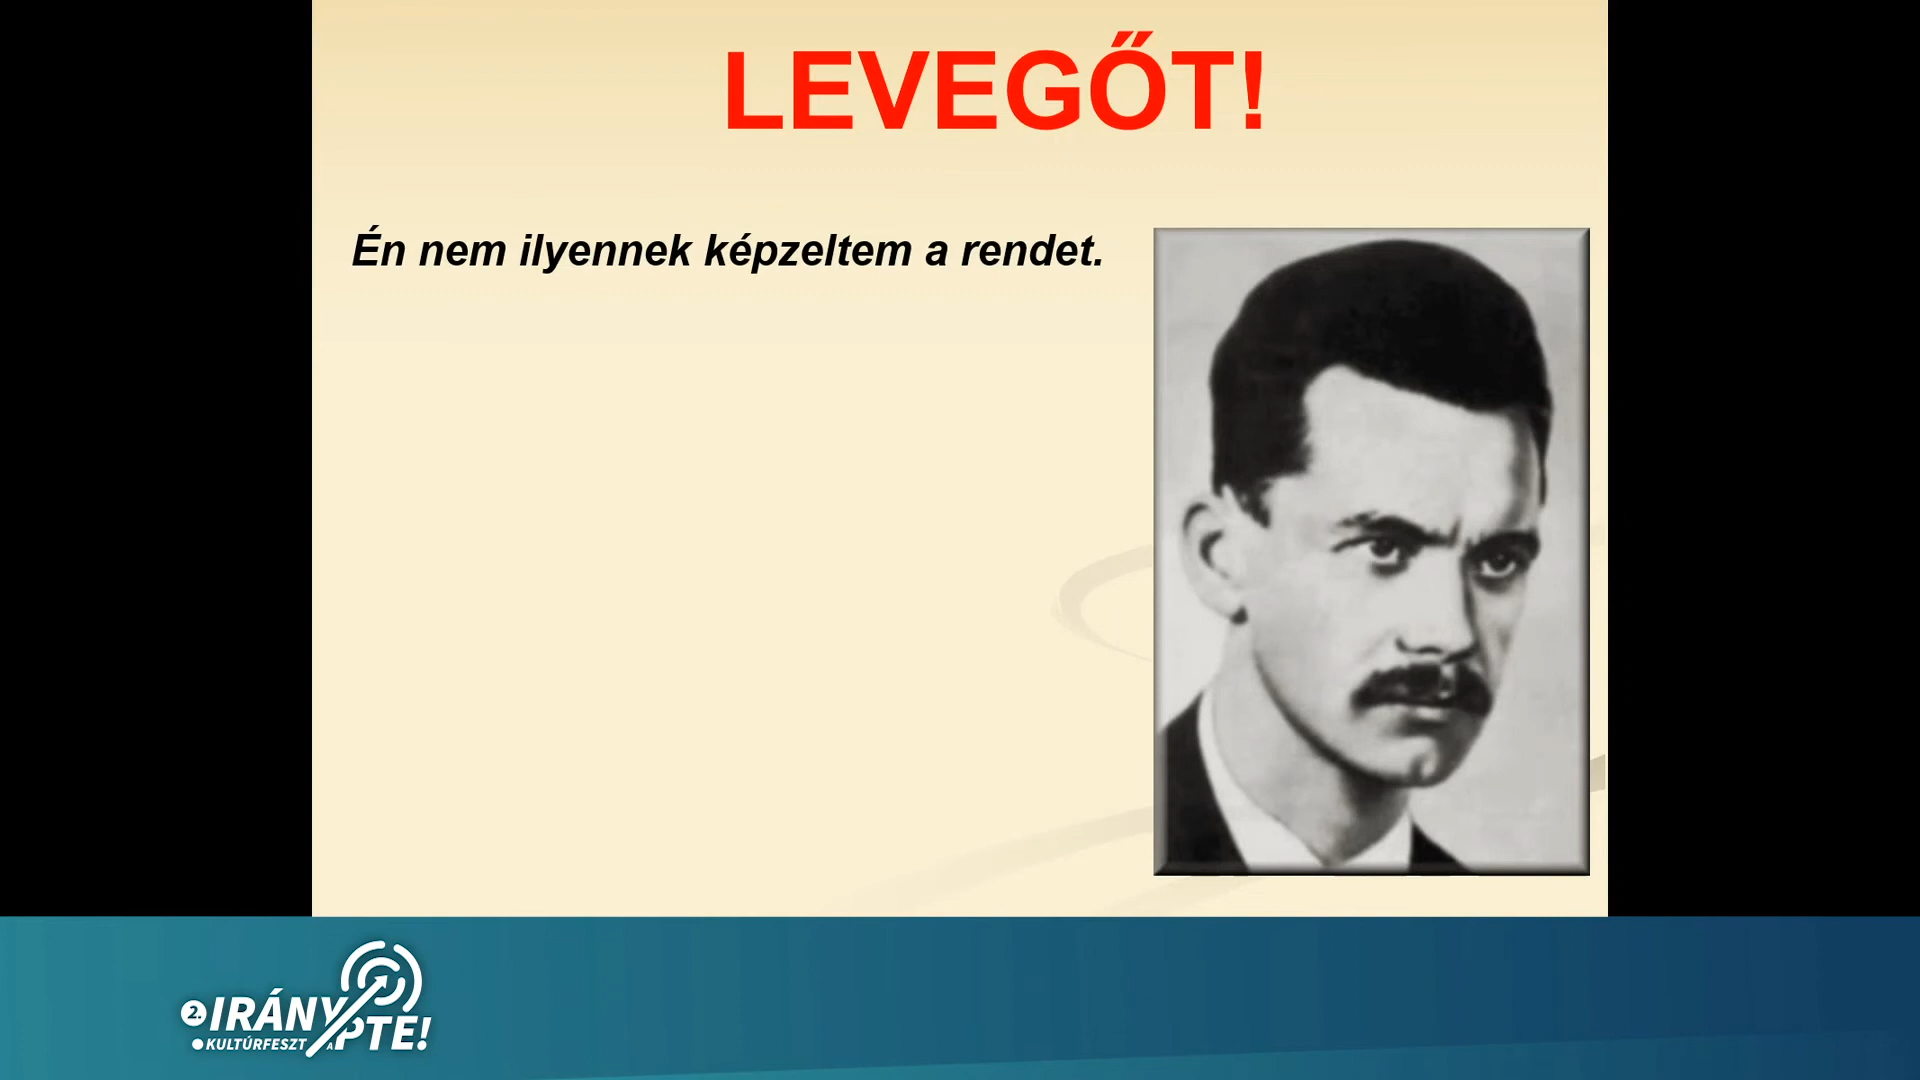 LEVEGŐT!
Én nem ilyennek képzeltem a rendet.
2. IRÁNY
KULTÚRFESZT A PTE!